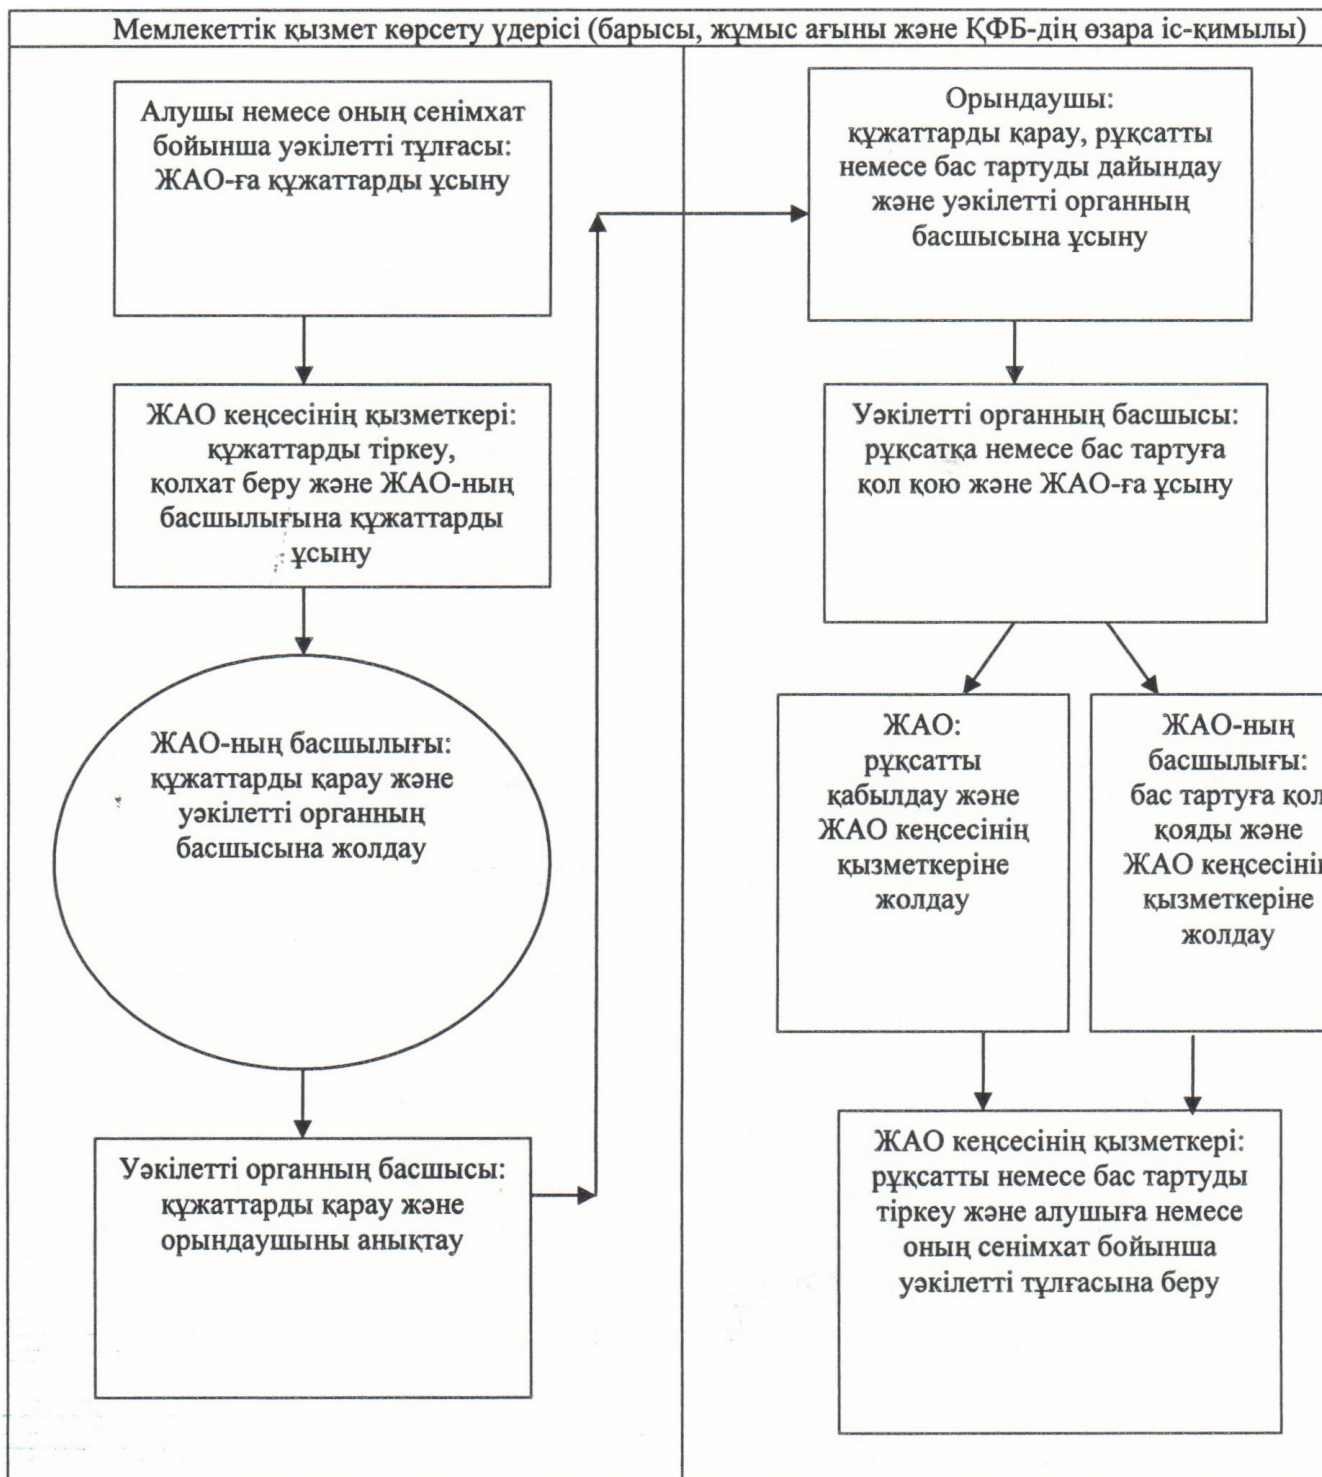 Мемлекеттік қызмет көрсету үдерісі (барысы, жұмыс ағыны және ҚФБ-дің өзара іс-қимылы)
Алушы немесе оның сенімхат
бойынша уәкілетті тұлғасы:
ЖАО-ға құжаттарды ұсыну
ЖАО кеңсесінің қызметкері:
құжаттарды тіркеу,
қолхат беру және ЖАО-ның
басшылығына құжаттарды
ұсыну
ЖАО-ның басшылығы:
құжаттарды қарау және
уәкілетті органның
басшысына жолдау
Уәкілетті органның басшысы:
құжаттарды қарау және
орындаушыны анықтау
Орындаушы:
құжаттарды қарау, рұқсатты
немесе бас тартуды дайындау
және уәкілетті органның
басшысына ұсыну
Уәкілетті органның басшысы:
рұқсатқа немесе бас тартуға
қол қою және ЖАО-ға ұсыну
ЖАО:
рұқсатты
қабылдау және
ЖАО кеңсесінің
қызметкеріне
жолдау
ЖАО-ның
басшылығы:
бас тартуға қол
қояды және
ЖАО кеңсесінің
қызметкеріне
жолдау
ЖАО кеңсесінің қызметкері:
рұқсатты немесе бас тартуды
тіркеу және алушыға немесе
оның сенімхат бойынша
уәкілетті тұлғасына беру